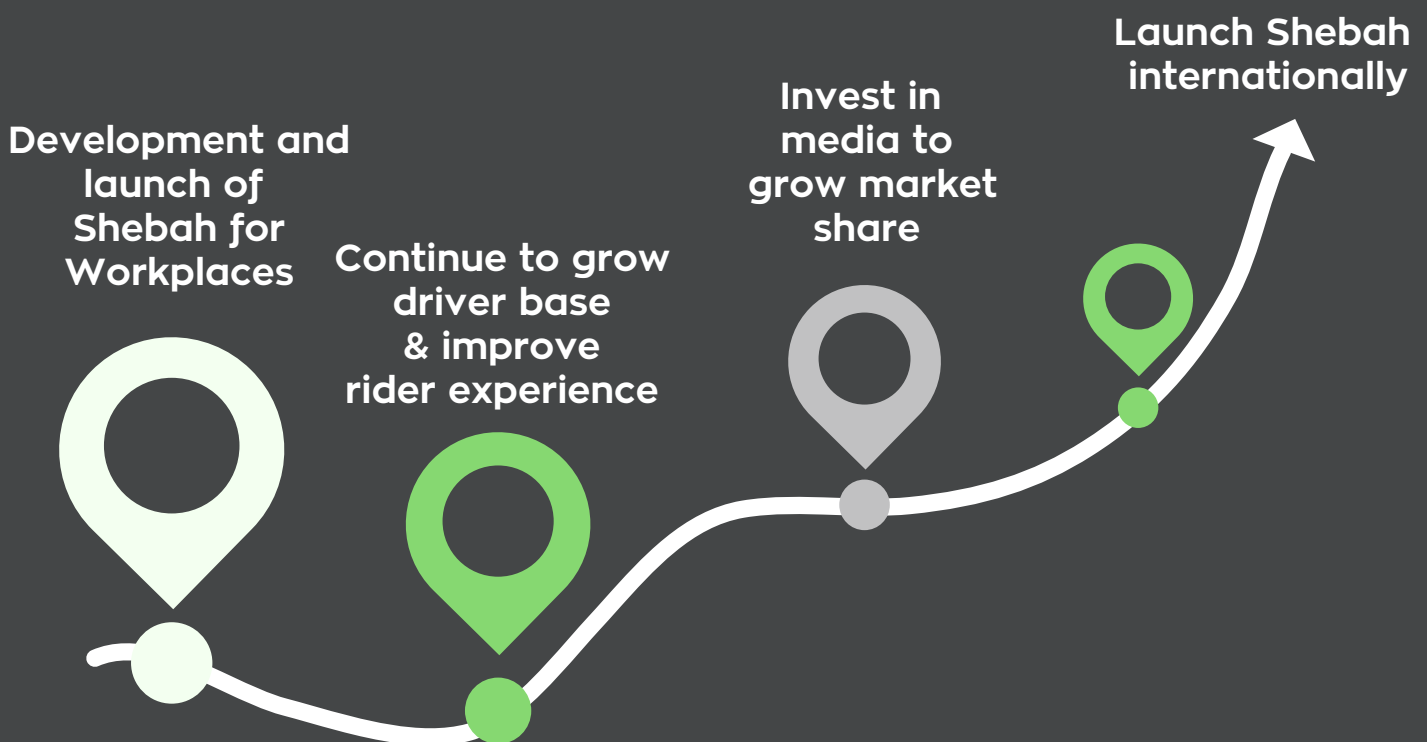 Development and
launch of
Shebah for
Workplaces
Continue to grow
driver base
& improve
rider experience
Invest in
media to
grow market
share
Launch Shebah
internationally